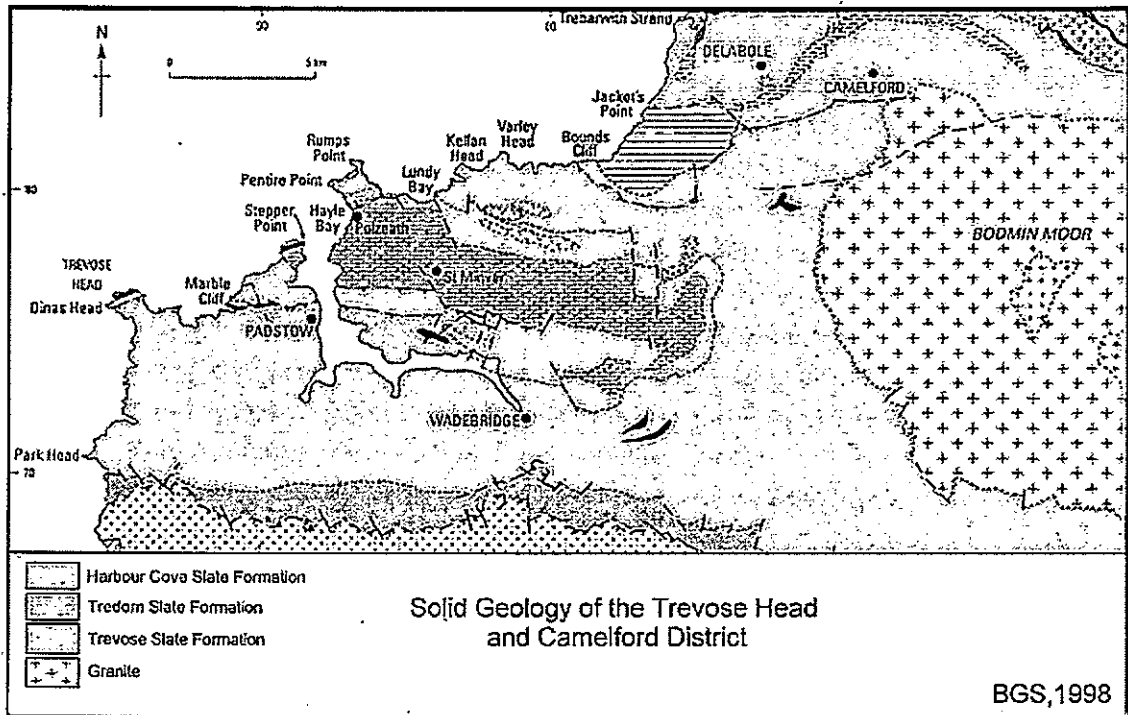 N
0
5 km
Trebarwith Strand
DELABOLE
CAMELFORD
Jacket's
Point
Varley
Head
Kellan
Head
Bounds
Cliff
Rumps
Point
Lundy
Bay
Pentire Point
Stepper
Point
Hayle
Bay
Polzeath
TREVOSE
HEAD
Dinas Head
Marble
Cliff
PADSTOW
BODMIN MOOR
WADEBRIDGE
Park Head
Harbour Cove Slate Formation
Tredorn Slate Formation
Trevose Slate Formation
Granite
Solid Geology of the Trevose Head
and Camelford District
BGS,1998